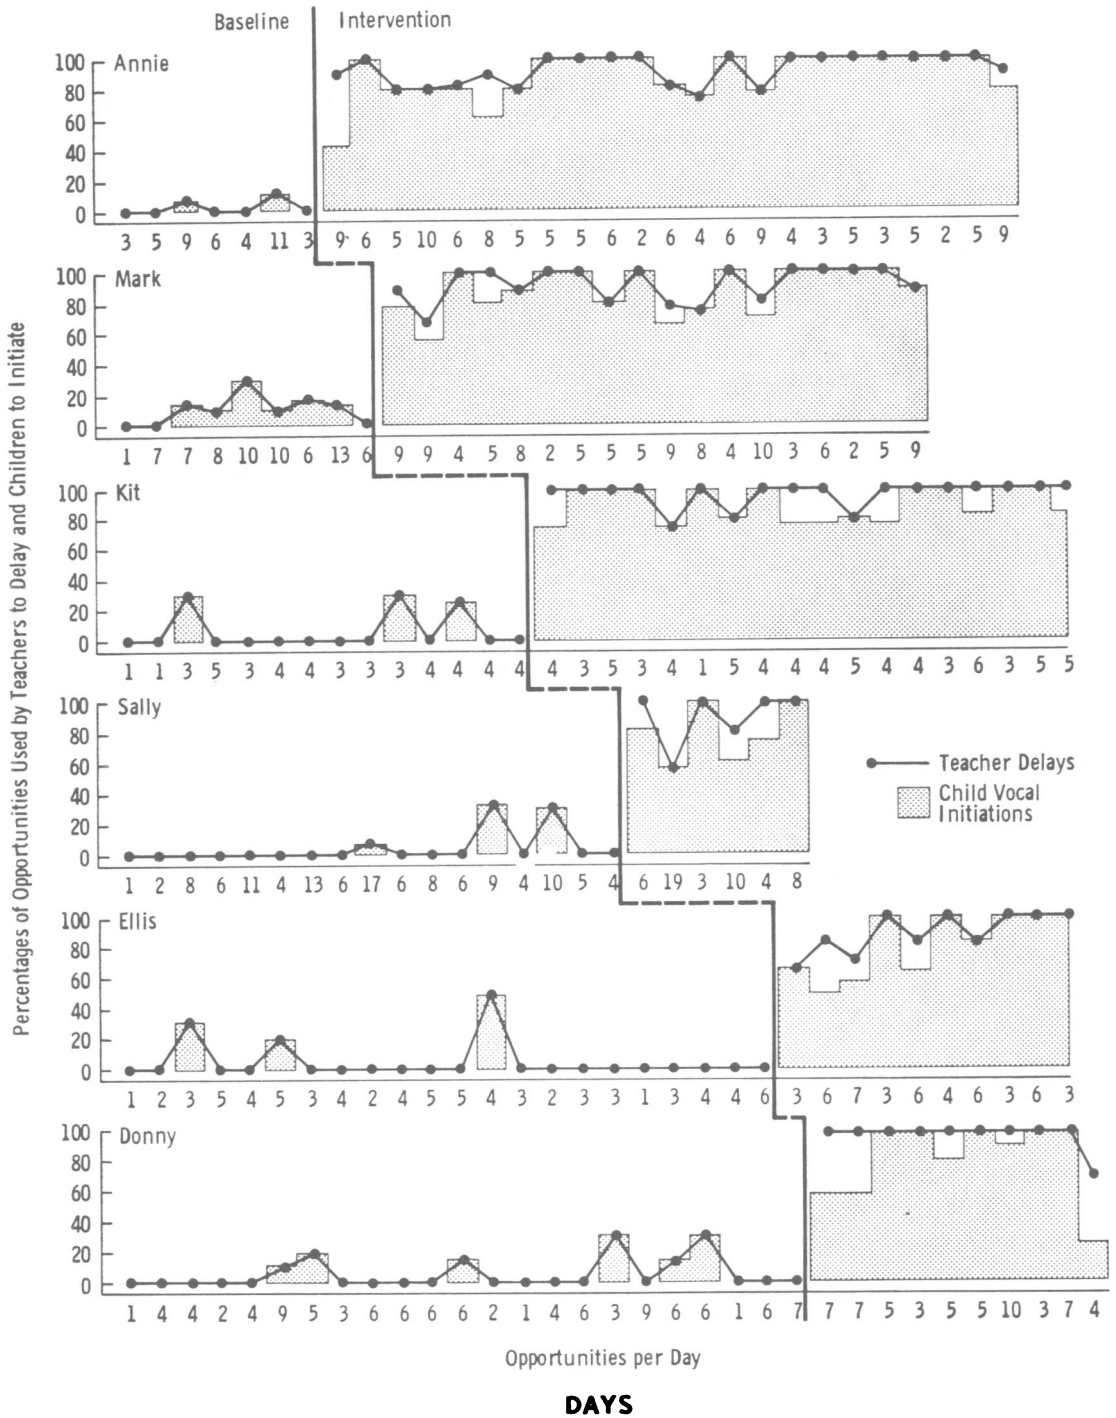 Baseline
Intervention
Annie
100
80
60
40
20
0
3 5 9 6 4 11 3 9 6 5 10 6 8 5 5 5 6 2 6 4 6 9 4 3 5 3 5 2 5 9
Mark
100
80
60
40
20
0
1 7 7 8 10 10 6 13 6 9 9 4 5 8 2 5 5 5 9 8 4 10 3 6 2 5 9
Kit
100
80
60
40
20
0
1 1 3 5 3 4 4 3 3 3 4 4 4 4 4 3 5 3 4 1 5 4 4 4 5 4 4 3 6 3 5 5
Sally
100
80
60
40
20
0
1 2 8 6 11 4 13 6 17 6 8 6 9 4 10 5 4 6 19 3 10 4 8
Teacher Delays
Child Vocal
Initiations
Ellis
100
80
60
40
20
0
1 2 3 5 4 5 3 4 2 4 5 5 4 3 2 3 3 1 3 4 4 6 3 6 7 3 6 4 6 3 6 3
Donny
100
80
60
40
20
0
1 4 4 2 4 9 5 3 6 6 6 6 2 1 4 6 3 9 6 6 1 6 7 7 7 5 3 5 5 10 3 7 4
Percentages of Opportunities Used by Teachers to Delay and Children to Initiate
Opportunities per Day
DAYS